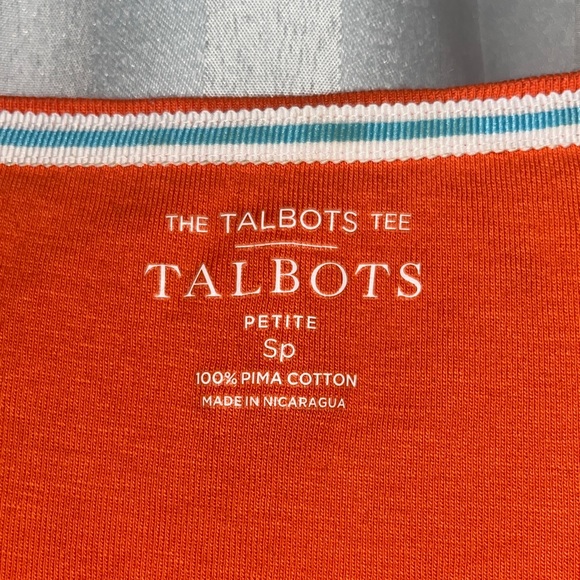 THE TALBOTS TEE
TALBOTS
PETITE
Sp
100% PIMA COTTON
MADE IN NICARAGUA